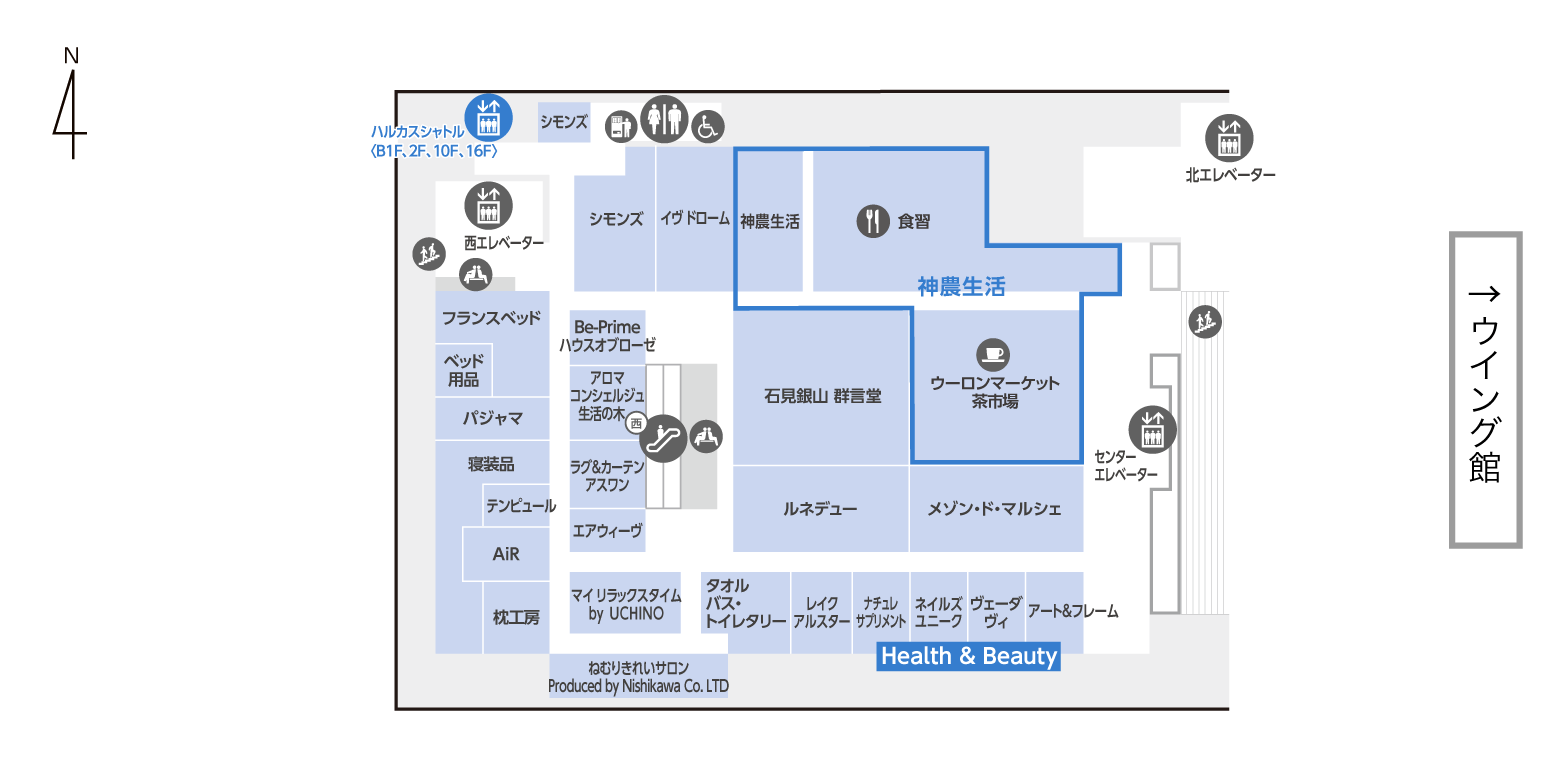 N
ハルカスシャトル
〈B1F、2F、10F、16F〉
シモンズ
北エレベーター
西エレベーター
シモンズ
イヴ ドローム
神農生活
食習
神農生活
→ウイング館
フランスベッド
ベッド
用品
パジャマ
寝装品
テンピュール
AiR
枕工房
Be-Prime
ハウスオブローゼ
アロマ
コンシェルジュ
生活の木
西
ラグ&カーテン
アスワン
エアウィーヴ
石見銀山 群言堂
ウーロンマーケット
茶市場
センター
エレベーター
ルネデュー
メゾン・ド・マルシェ
マイ リラックスタイム
by UCHINO
タオル
バス・
トイレタリー
レイク
アルスター
ナチュレ
サプリメント
ネイルズ
ユニーク
ヴェーダ
ヴィ
アート&フレーム
Health & Beauty
ねむりきれいサロン
Produced by Nishikawa Co. LTD